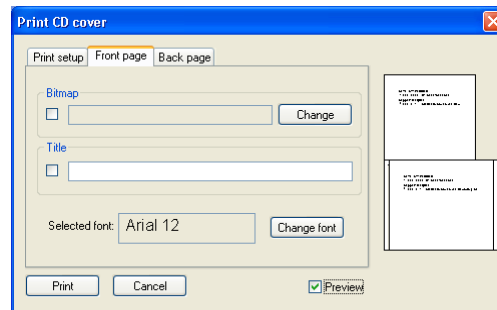 Print CD cover
Print setup Front page Back page
Bitmap
Change
Title
Selected font: Arial 12 Change font
Print Cancel Preview